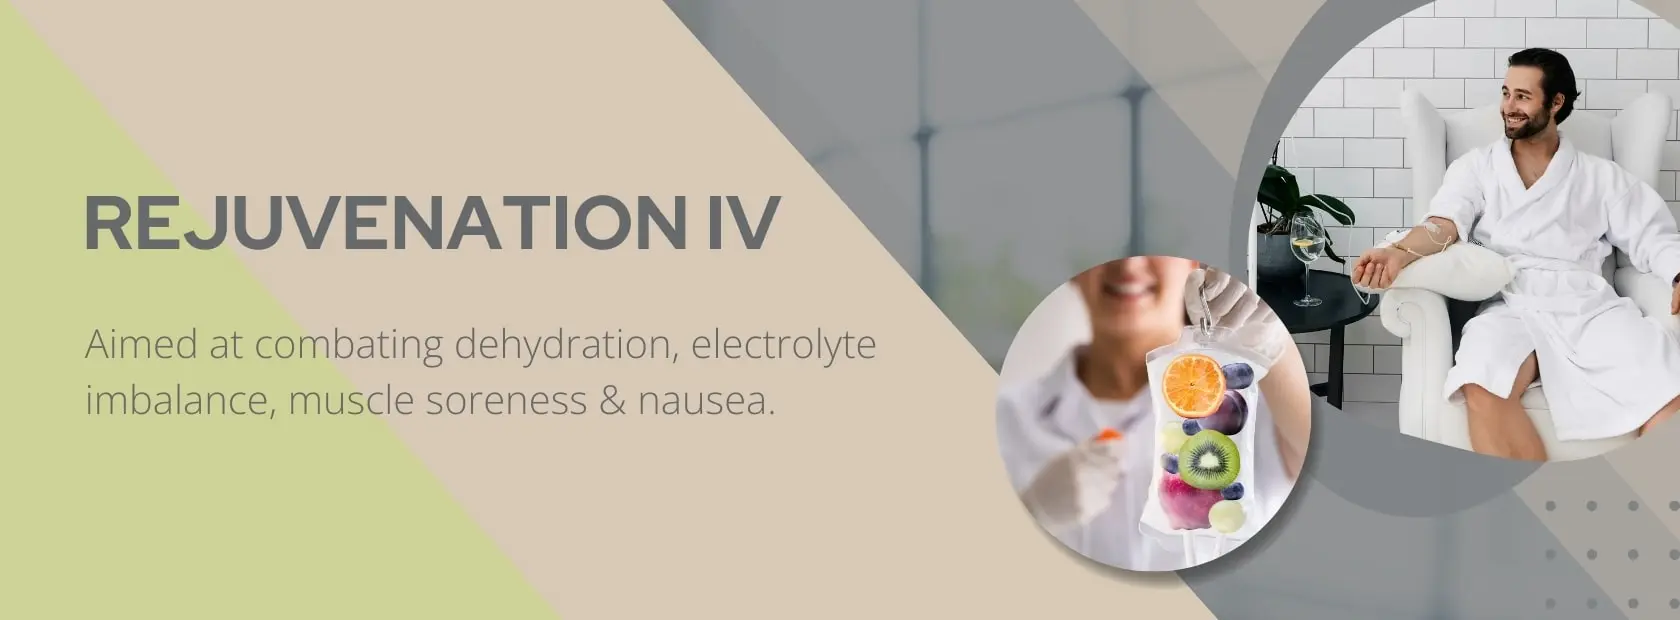 REJUVENATION IV
Aimed at combating dehydration, electrolyte
imbalance, muscle soreness & nausea.